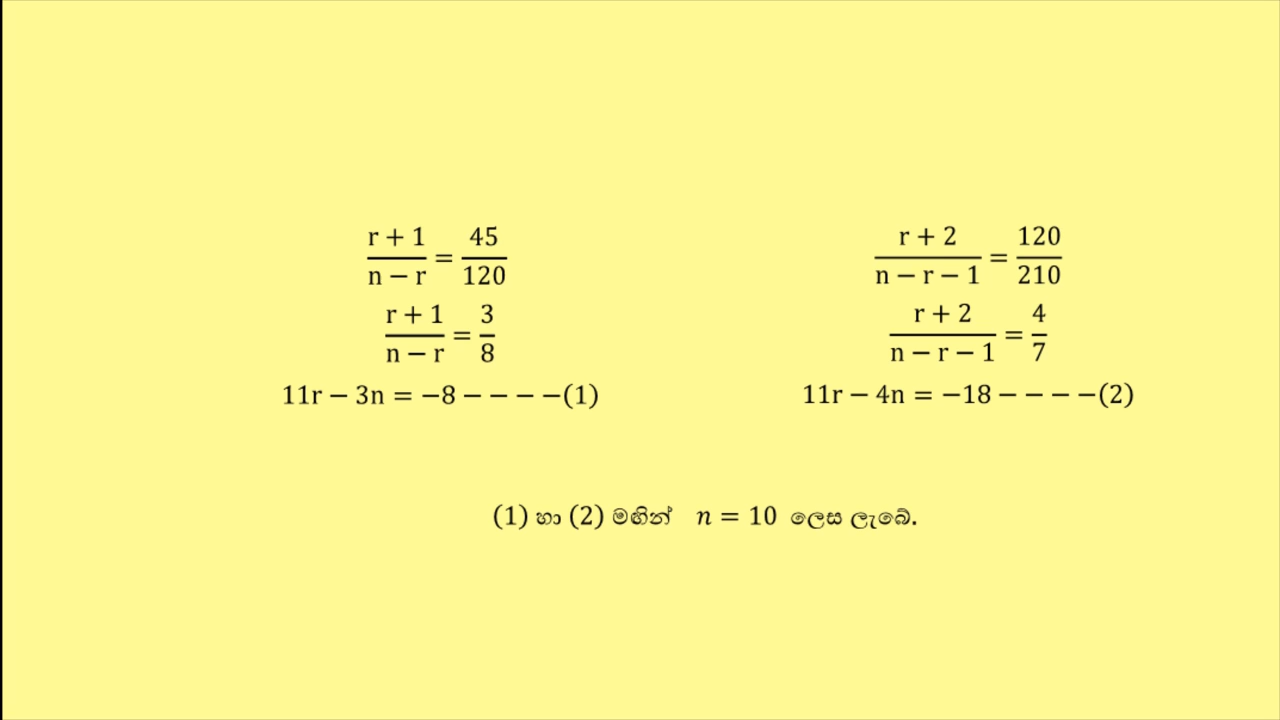 (r + 1)/(n − r) = 45/120
(r + 1)/(n − r) = 3/8
11r − 3n = −8 − − − −(1)
(r + 2)/(n − r − 1) = 120/210
(r + 2)/(n − r − 1) = 4/7
11r − 4n = −18 − − − −(2)
(1) හා (2) මඟින් n = 10 ලෙස ලැබේ.